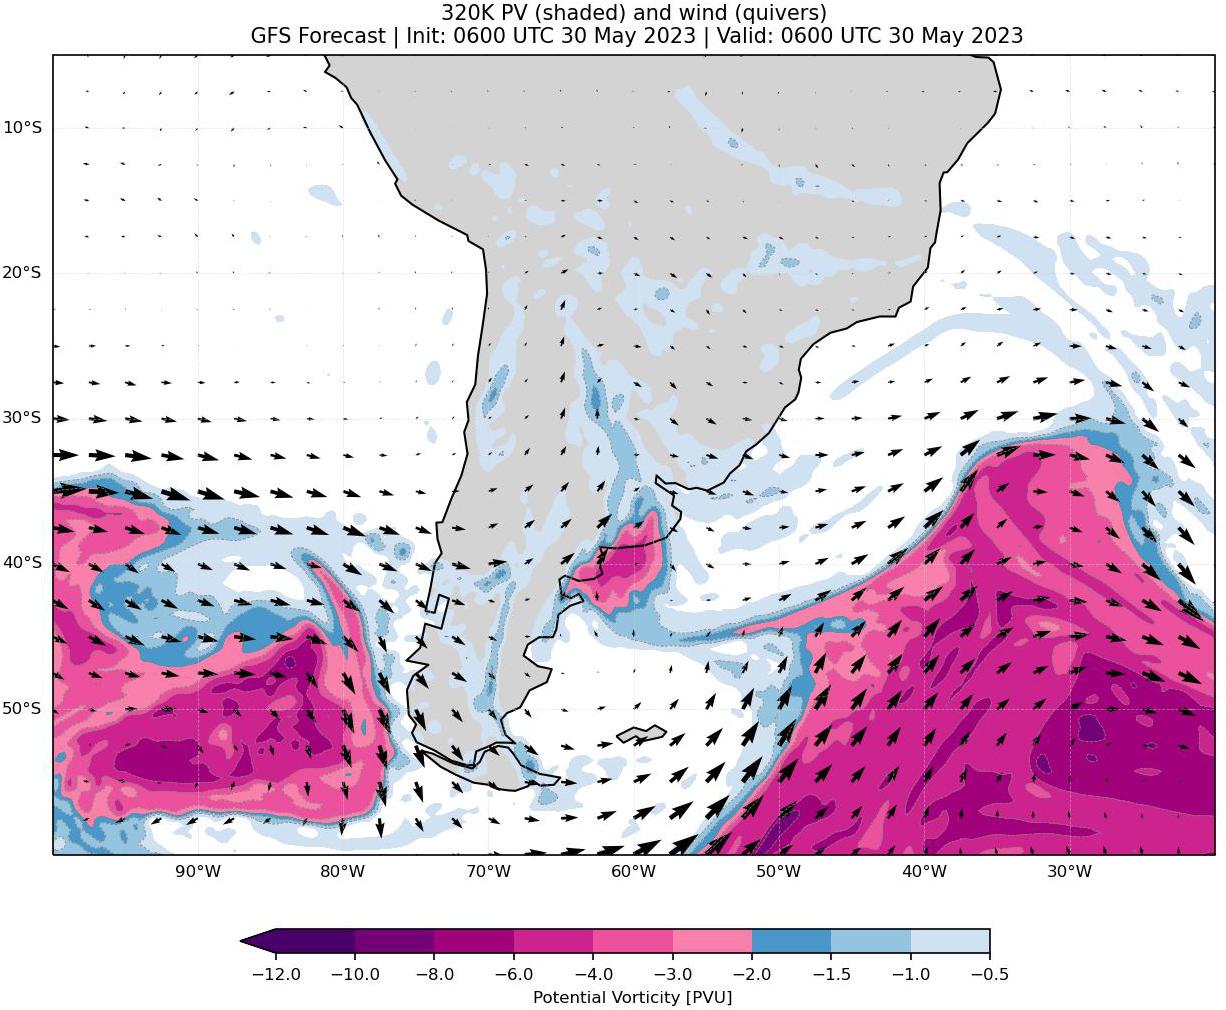 320K PV (shaded) and wind (quivers)
GFS Forecast | Init: 0600 UTC 30 May 2023 | Valid: 0600 UTC 30 May 2023
10°S
20°S
30°S
40°S
50°S
90°W 80°W 70°W 60°W 50°W 40°W 30°W
−12.0 −10.0 −8.0 −6.0 −4.0 −3.0 −2.0 −1.5 −1.0 −0.5
Potential Vorticity [PVU]